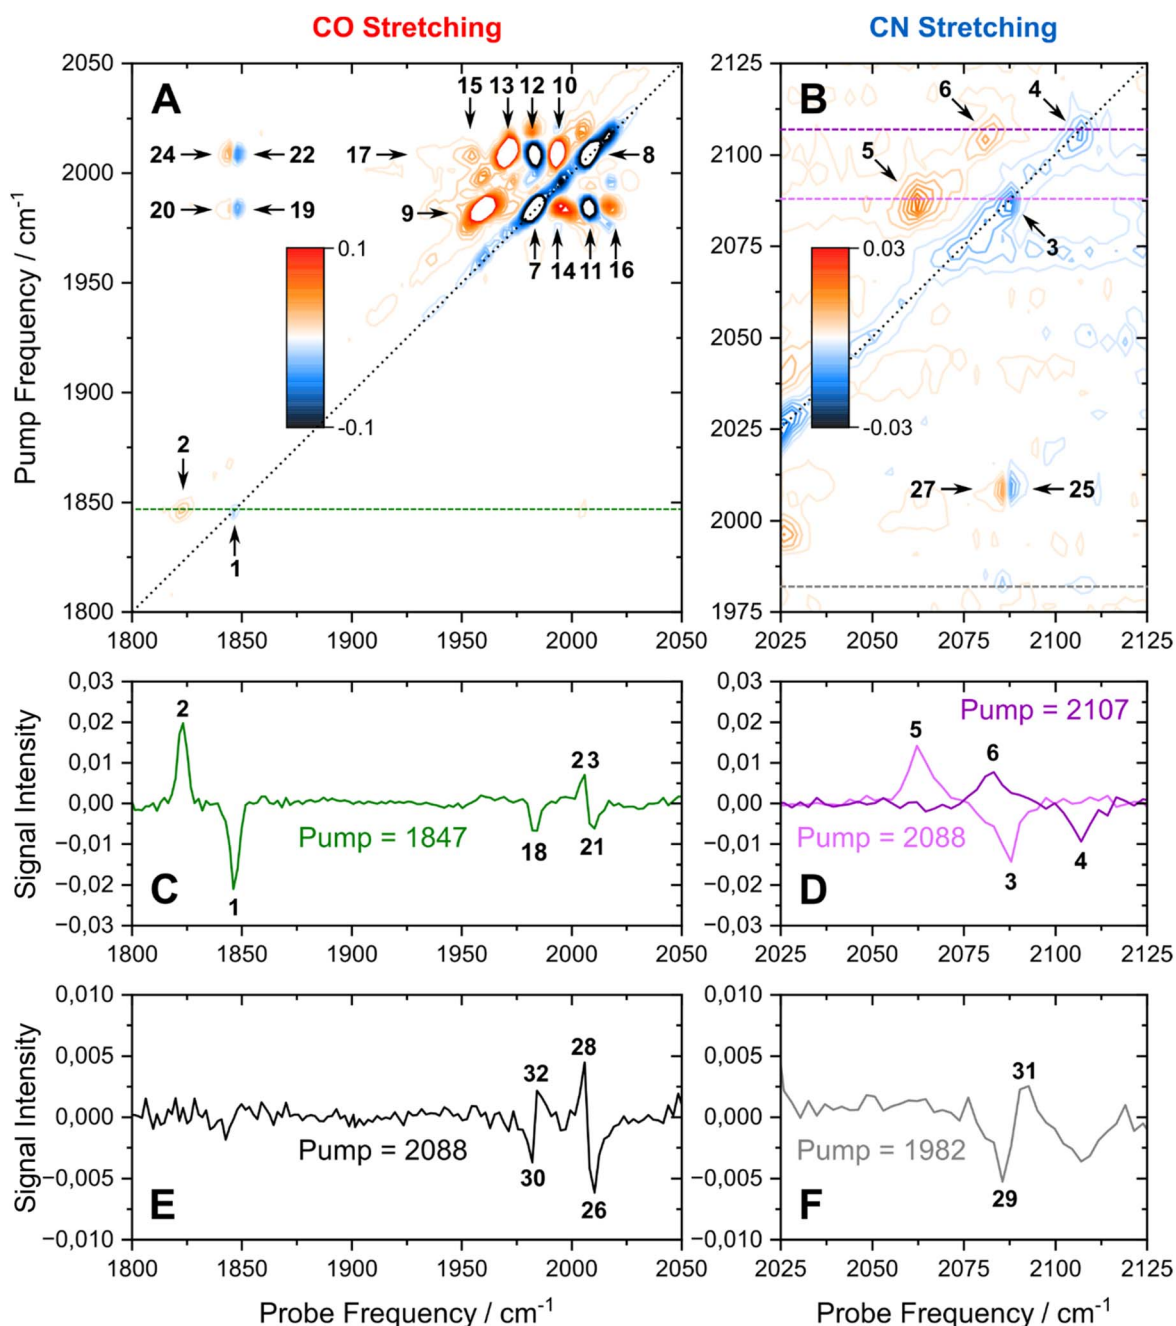 CO Stretching
CN Stretching
A
15 13 12 10
24 22
17 8
20 19
9
7 14 11 16
0.1
-0.1
2
1
2050
2000
1950
1900
1850
1800
1800 1850 1900 1950 2000 2050
Pump Frequency / cm-1
B
6 4
5
3
0.03
-0.03
27 25
2125
2100
2075
2050
2025
2000
1975
2025 2050 2075 2100 2125
0,03
0,02
0,01
0,00
−0,01
−0,02
−0,03
Signal Intensity
2
23
Pump = 1847
18 21
1
C
1800 1850 1900 1950 2000 2050
0,03
0,02
0,01
0,00
−0,01
−0,02
−0,03
Signal Intensity
Pump = 2107
5
6
Pump = 2088
3
4
D
2025 2050 2075 2100 2125
0,010
0,005
0,000
−0,005
−0,010
Signal Intensity
28
32
Pump = 2088
30
26
E
1800 1850 1900 1950 2000 2050
Probe Frequency / cm-1
0,010
0,005
0,000
−0,005
−0,010
Signal Intensity
31
Pump = 1982
29
F
2025 2050 2075 2100 2125
Probe Frequency / cm-1